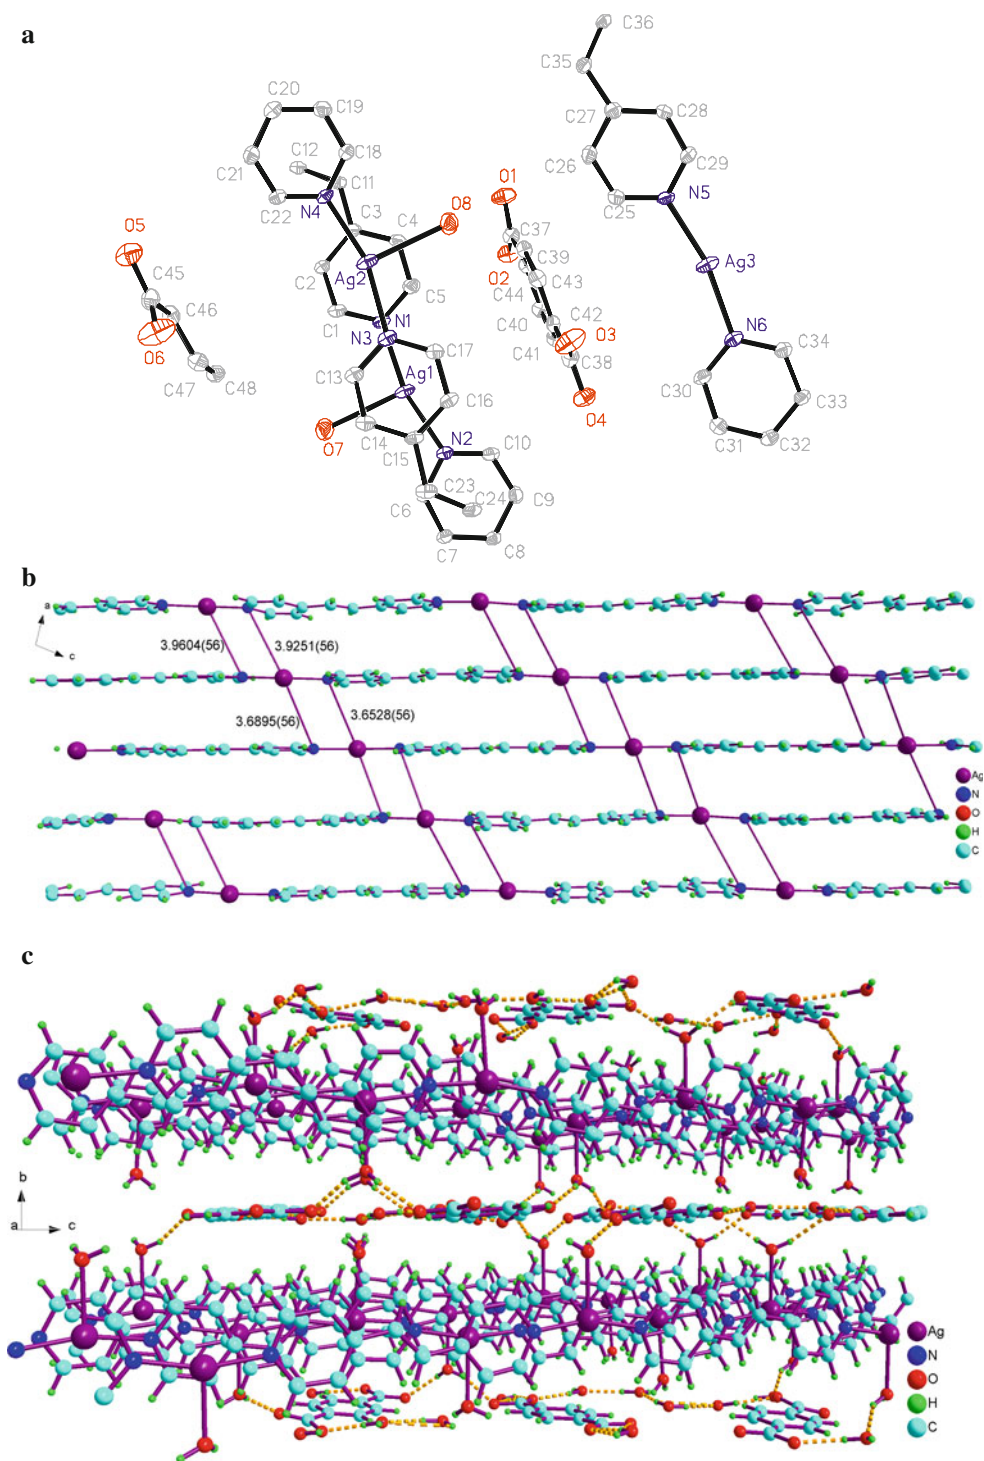 a
C36
C35
C20
C19
C27
C28
C12
C18
C26
C29
C21
C11
O1
N5
C22
N4
C3
C4
O8
C25
C37
O5
C39
C45
Ag2
O2
C43
Ag3
C2
C5
C44
C46
C1
N1
C40
C42
O3
N6
O6
N3
C17
C41
C34
C47
C48
C13
Ag1
C38
C30
C16
O4
C33
O7
C14
N2
C10
C31
C32
C15
C23
C24
C9
C6
C7
C8
b
a
c
3.9604(56)
3.9251(56)
3.6895(56)
3.6528(56)
Ag
N
O
H
C
c
b
a
c
Ag
N
O
H
C